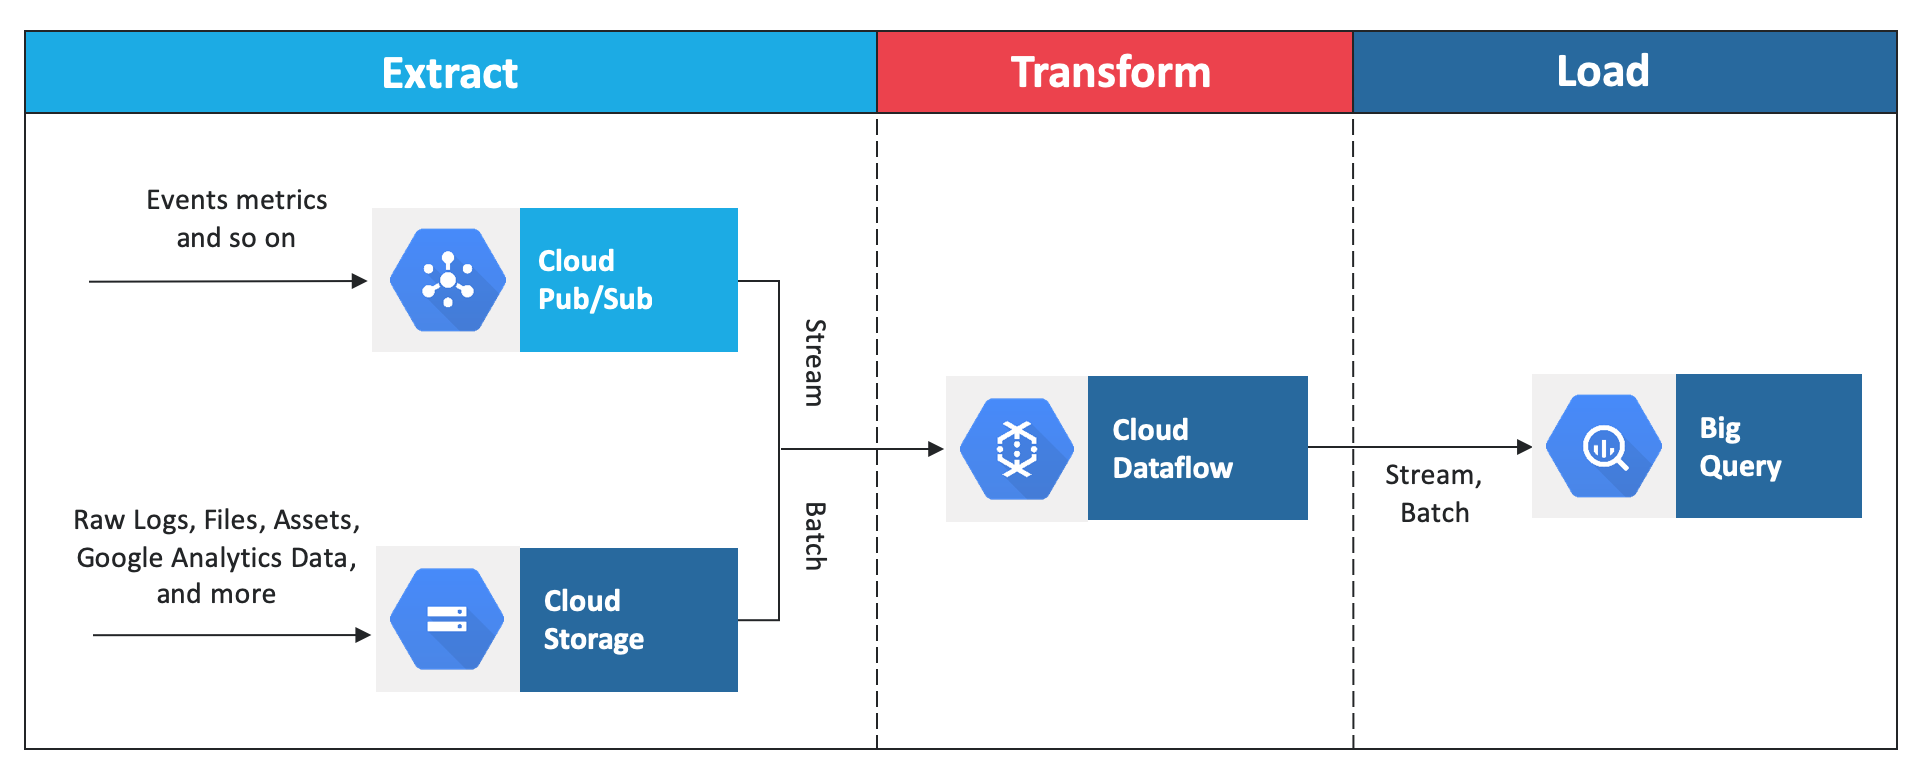 Extract
Transform
Load
Events metrics
and so on
Cloud
Pub/Sub
Stream
Raw Logs, Files, Assets,
Google Analytics Data,
and more
Cloud
Storage
Batch
Cloud
Dataflow
Stream,
Batch
Big
Query